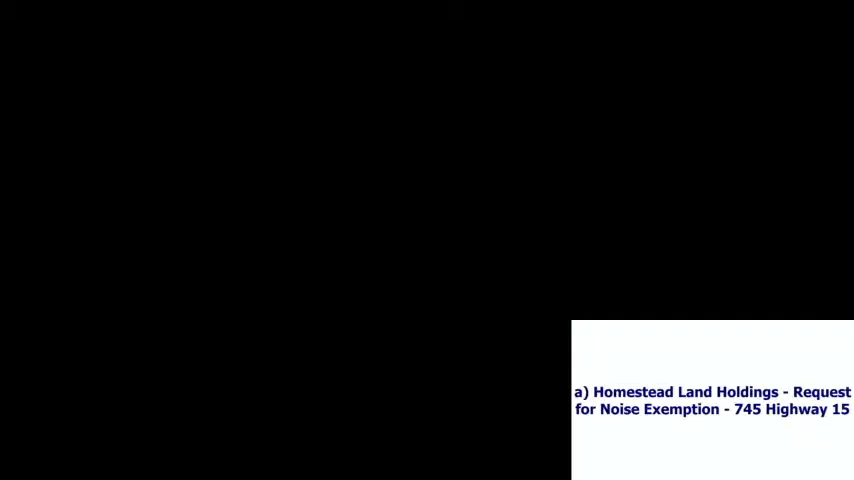 a) Homestead Land Holdings - Request
for Noise Exemption - 745 Highway 15